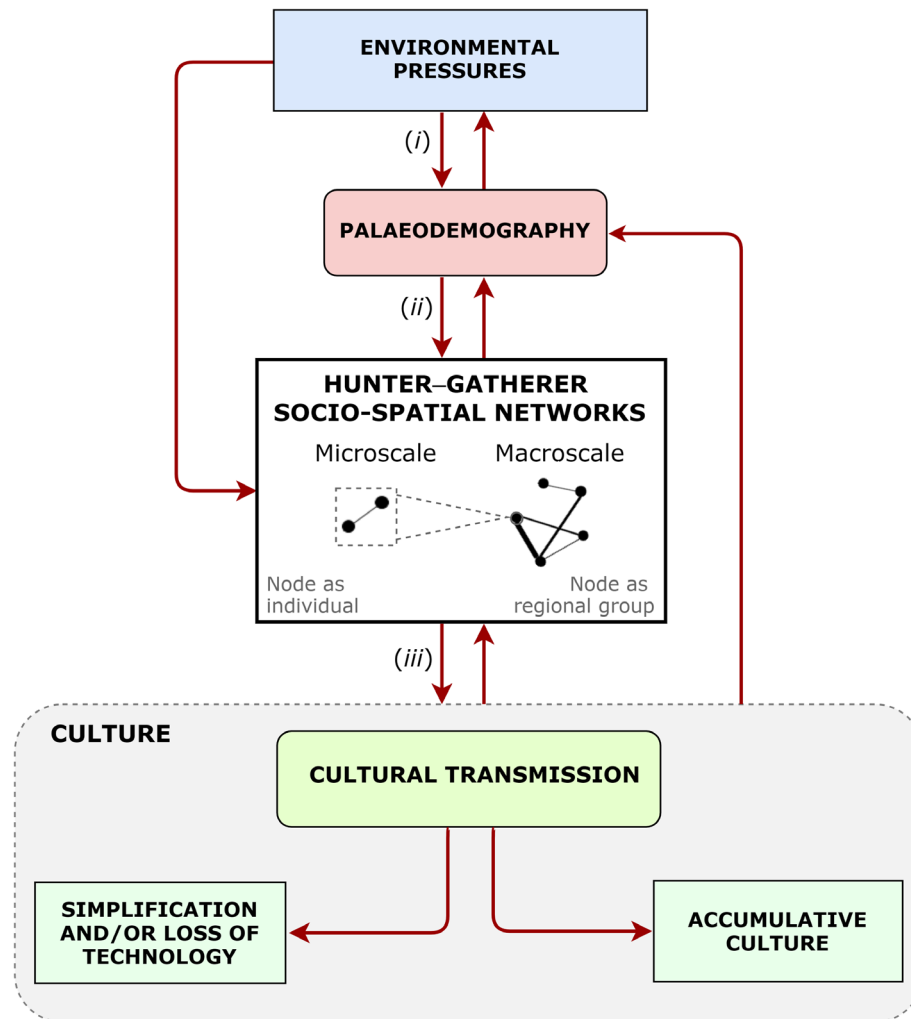 ENVIRONMENTAL
PRESSURES
(i)
PALAEODEMOGRAPHY
(ii)
HUNTER–GATHERER
SOCIO-SPATIAL NETWORKS
Microscale
Macroscale
Node as
individual
Node as
regional group
(iii)
CULTURE
CULTURAL TRANSMISSION
SIMPLIFICATION
AND/OR LOSS OF
TECHNOLOGY
ACCUMULATIVE
CULTURE